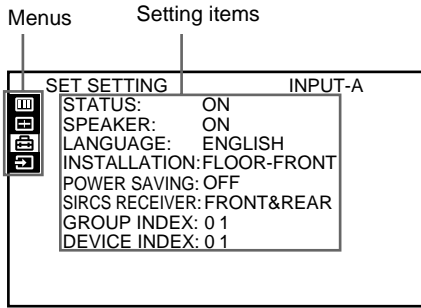 Menus Setting items
SET SETTING INPUT-A
STATUS: ON
SPEAKER: ON
LANGUAGE: ENGLISH
INSTALLATION: FLOOR-FRONT
POWER SAVING: OFF
SIRCS RECEIVER: FRONT&REAR
GROUP INDEX: 0 1
DEVICE INDEX: 0 1